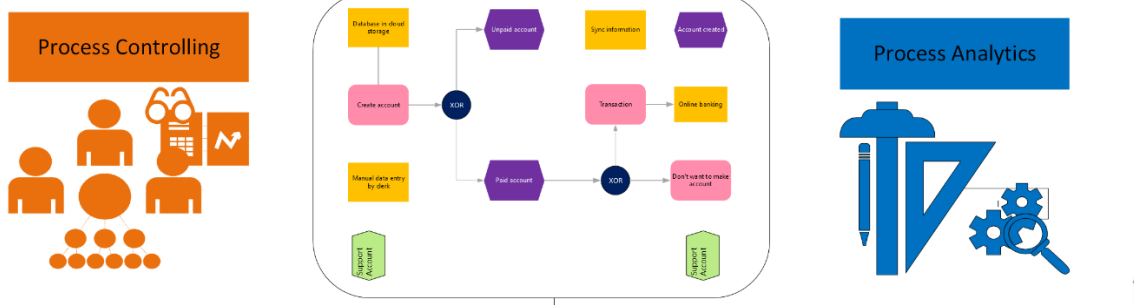 Process Controlling
Database in cloud
storage
Unpaid account
Sync information
Account created
Process Analytics
Create account
XOR
Transaction
Online banking
Manual data entry
by clerk
Paid account
XOR
Don't want to make
account
Support
Account
Support
Account